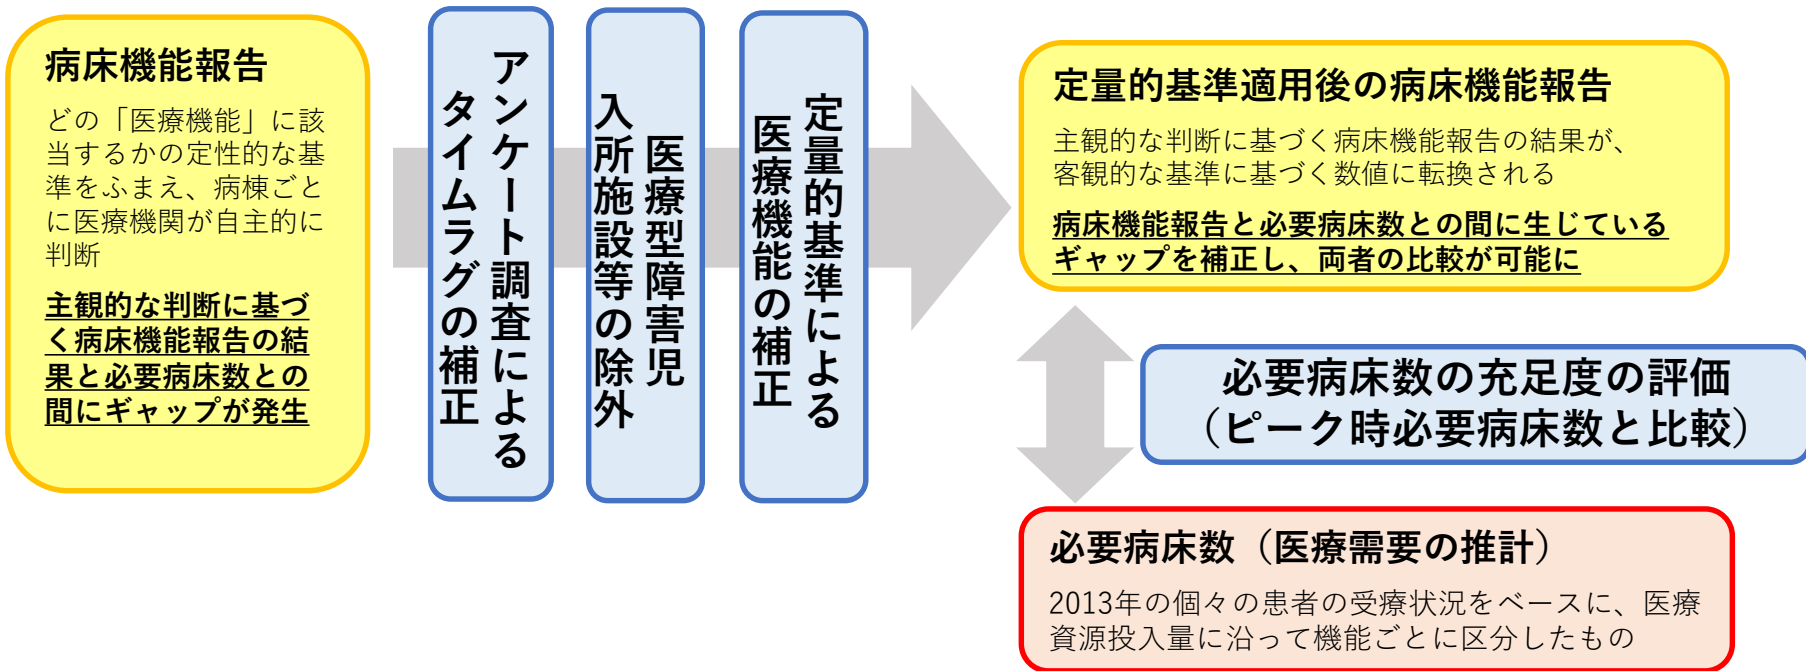 病床機能報告
どの「医療機能」に該
当するかの定性的な基
準をふまえ、病棟ごと
に医療機関が自主的に
判断
主観的な判断に基づ
く病床機能報告の結
果と必要病床数との
間にギャップが発生
アンケート調査による
タイムラグの補正
医療型障害児
入所施設等の除外
定量的基準による
医療機能の補正
定量的基準適用後の病床機能報告
主観的な判断に基づく病床機能報告の結果が、
客観的な基準に基づく数値に転換される
病床機能報告と必要病床数との間に生じている
ギャップを補正し、両者の比較が可能に
必要病床数の充足度の評価
（ピーク時必要病床数と比較）
必要病床数（医療需要の推計）
2013年の個々の患者の受療状況をベースに、医療
資源投入量に沿って機能ごとに区分したもの